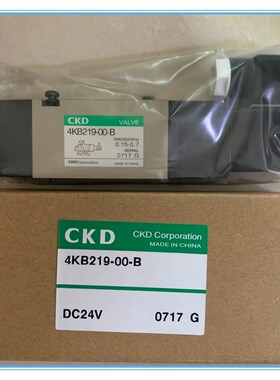 CKD VALVE
4KB219-00-B
PRESS(MPa)
0.15-0.7
SERIAL
0717 G
CKD Corporation
MADE IN CHINA
CKD CKD Corporation
MADE IN CHINA
4KB219-00-B
DC24V 0717 G